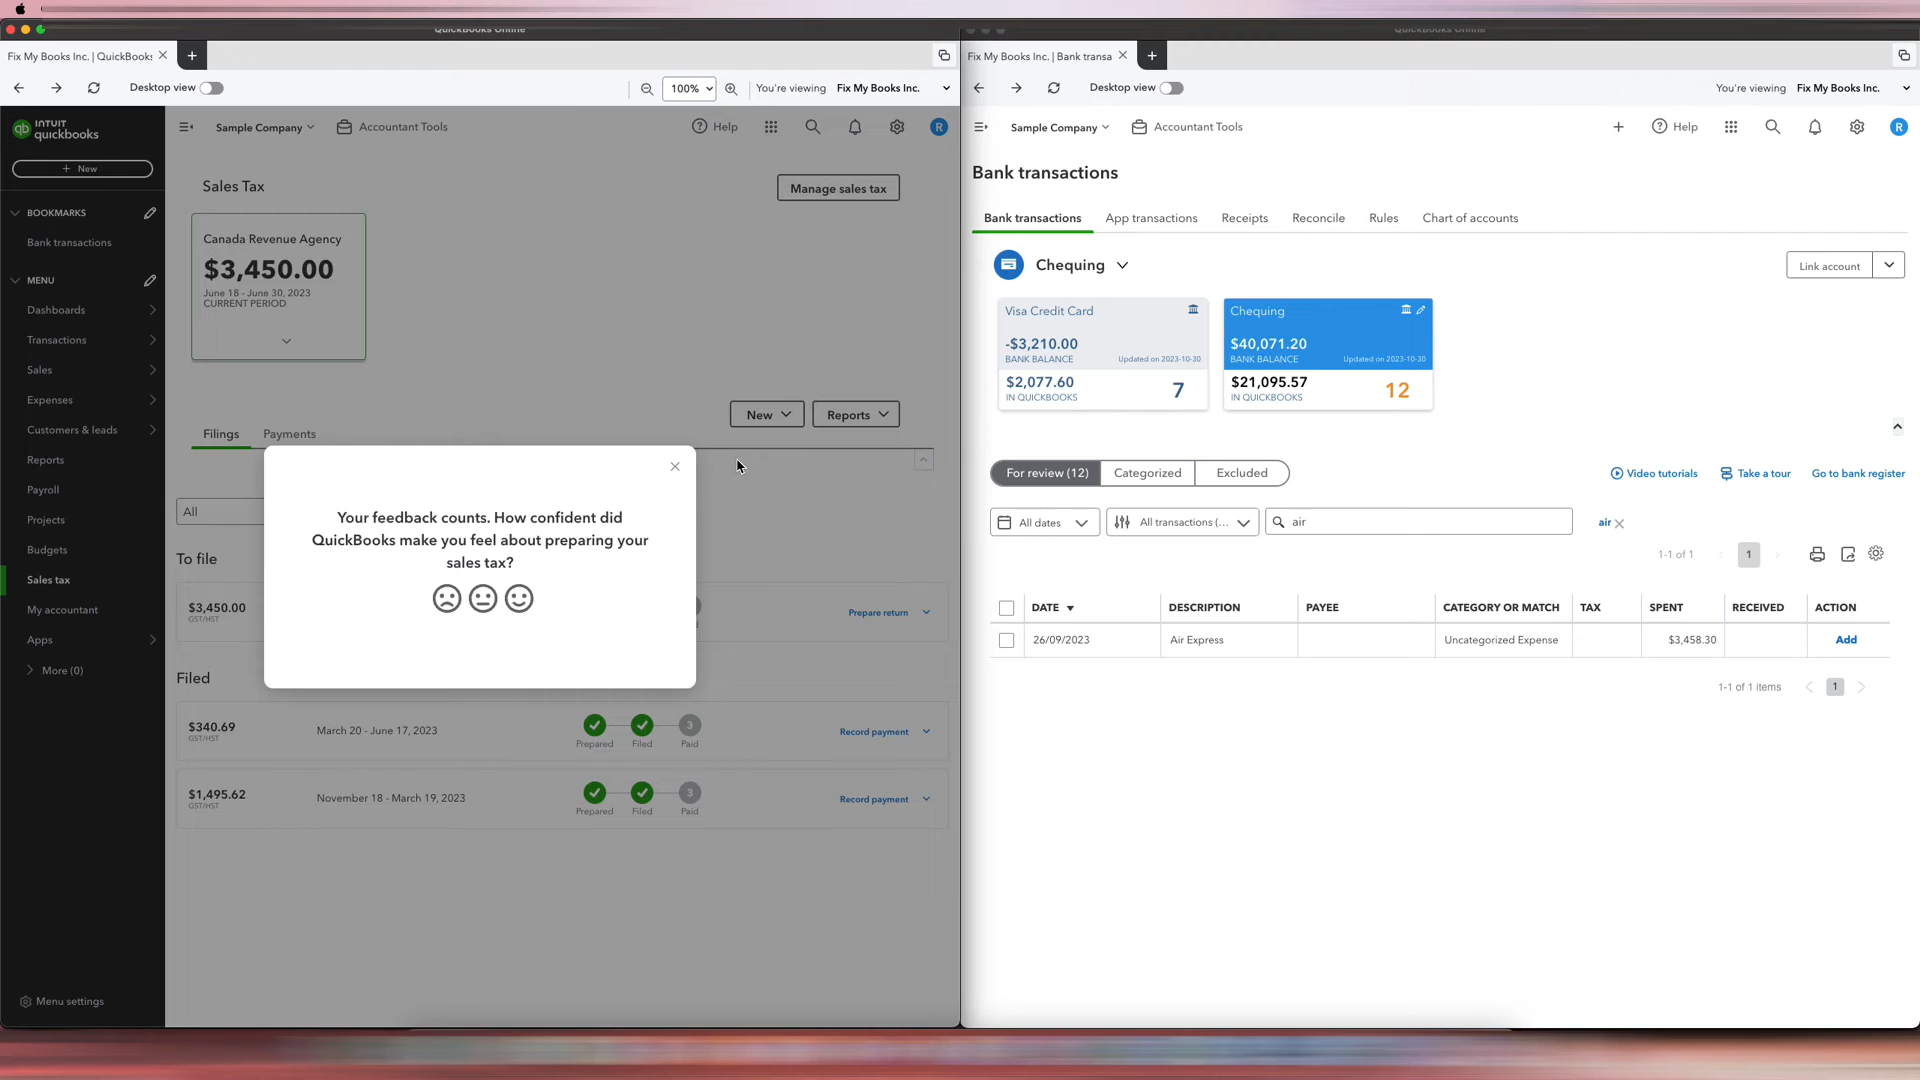 QuickBooks Online
Fix My Books Inc. | QuickBooks
Desktop view
100%
You're viewing Fix My Books Inc.
INTUIT
quickbooks
+ New
BOOKMARKS
Bank transactions
MENU
Dashboards
Transactions
Sales
Expenses
Customers & leads
Reports
Payroll
Projects
Budgets
Sales tax
My accountant
Apps
More (0)
Menu settings
Sample Company
Accountant Tools
Help
R
Sales Tax
Manage sales tax
Canada Revenue Agency
$3,450.00
June 18 - June 30, 2023
CURRENT PERIOD
New
Reports
Filings
Payments
All
Your feedback counts. How confident did
QuickBooks make you feel about preparing your
sales tax?
To file
$3,450.00
GST/HST
Prepare return
Filed
$340.69
GST/HST
March 20 - June 17, 2023
3
Prepared
Filed
Paid
Record payment
$1,495.62
GST/HST
November 18 - March 19, 2023
3
Prepared
Filed
Paid
Record payment
QuickBooks Online
Fix My Books Inc. | Bank transa
Desktop view
You're viewing Fix My Books Inc.
Sample Company
Accountant Tools
Help
R
Bank transactions
Bank transactions
App transactions
Receipts
Reconcile
Rules
Chart of accounts
Chequing
Link account
Visa Credit Card
-$3,210.00
BANK BALANCE
Updated on 2023-10-30
$2,077.60
IN QUICKBOOKS
7
Chequing
$40,071.20
BANK BALANCE
Updated on 2023-10-30
$21,095.57
IN QUICKBOOKS
12
For review (12)
Categorized
Excluded
Video tutorials
Take a tour
Go to bank register
All dates
All transactions (...
air
air
1-1 of 1
1
DATE
DESCRIPTION
PAYEE
CATEGORY OR MATCH
TAX
SPENT
RECEIVED
ACTION
26/09/2023
Air Express
Uncategorized Expense
$3,458.30
Add
1-1 of 1 items
1